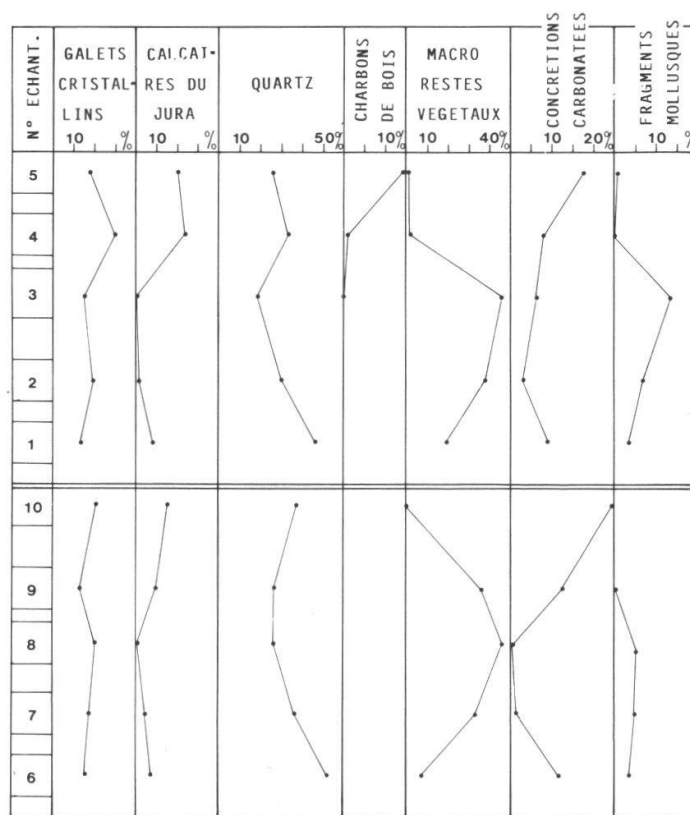 N° ECHANT.
GALETS
CRISTAL-
LINS
10 %
CALCAI-
RES DU
JURA
10 %
QUARTZ
10 50%
CHARBONS
DE BOIS
10%
MACRO
RESTES
VEGETAUX
10 40%
CONCRETIONS
CARBONATEES
10 20%
FRAGMENTS
MOLLUSQUES
10 %
5
4
3
2
1
10
9
8
7
6